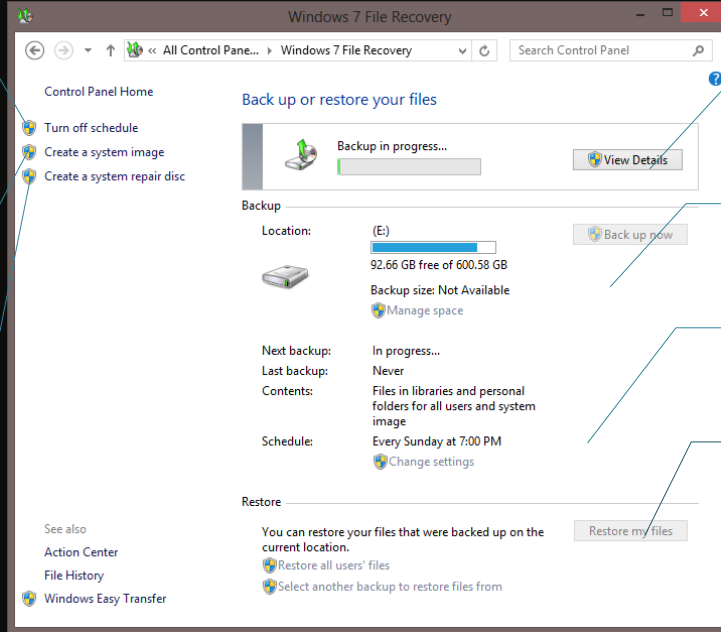 Windows 7 File Recovery
« All Control Pane... Windows 7 File Recovery
Search Control Panel
Control Panel Home
Turn off schedule
Create a system image
Create a system repair disc
Back up or restore your files
Backup in progress...
View Details
Backup
Location: (E:)
Back up now
92.66 GB free of 600.58 GB
Backup size: Not Available
Manage space
Next backup: In progress...
Last backup: Never
Contents: Files in libraries and personal
folders for all users and system
image
Schedule: Every Sunday at 7:00 PM
Change settings
Restore
You can restore your files that were backed up on the
current location.
Restore my files
Restore all users' files
Select another backup to restore files from
See also
Action Center
File History
Windows Easy Transfer